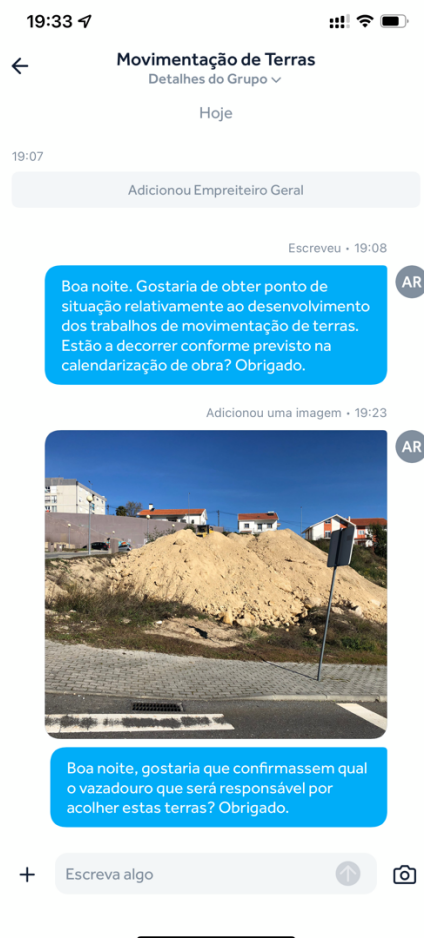 19:33
Movimentação de Terras
Detalhes do Grupo
Hoje
19:07
Adicionou Empreiteiro Geral
Escreveu • 19:08
AR
Boa noite. Gostaria de obter ponto de
situação relativamente ao desenvolvimento
dos trabalhos de movimentação de terras.
Estão a decorrer conforme previsto na
calendarização de obra? Obrigado.
Adicionou uma imagem • 19:23
AR
Boa noite, gostaria que confirmassem qual
o vazadouro que será responsável por
acolher estas terras? Obrigado.
Escreva algo